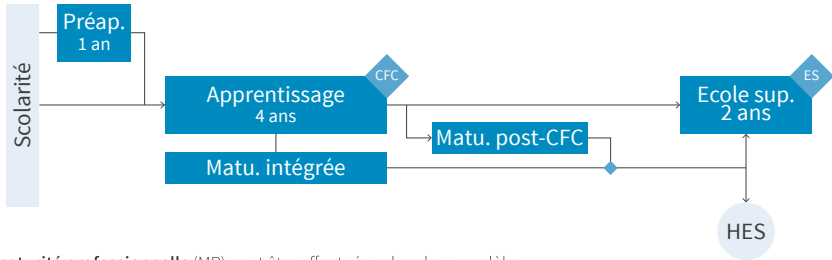 Scolarité
Préap.
1 an
Apprentissage
4 ans
CFC
Matu. intégrée
Matu. post-CFC
Ecole sup.
2 ans
ES
HES